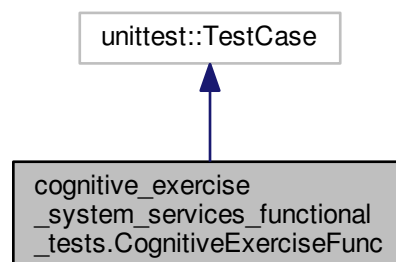 unittest::TestCase
cognitive_exercise
_system_services_functional
_tests.CognitiveExerciseFunc